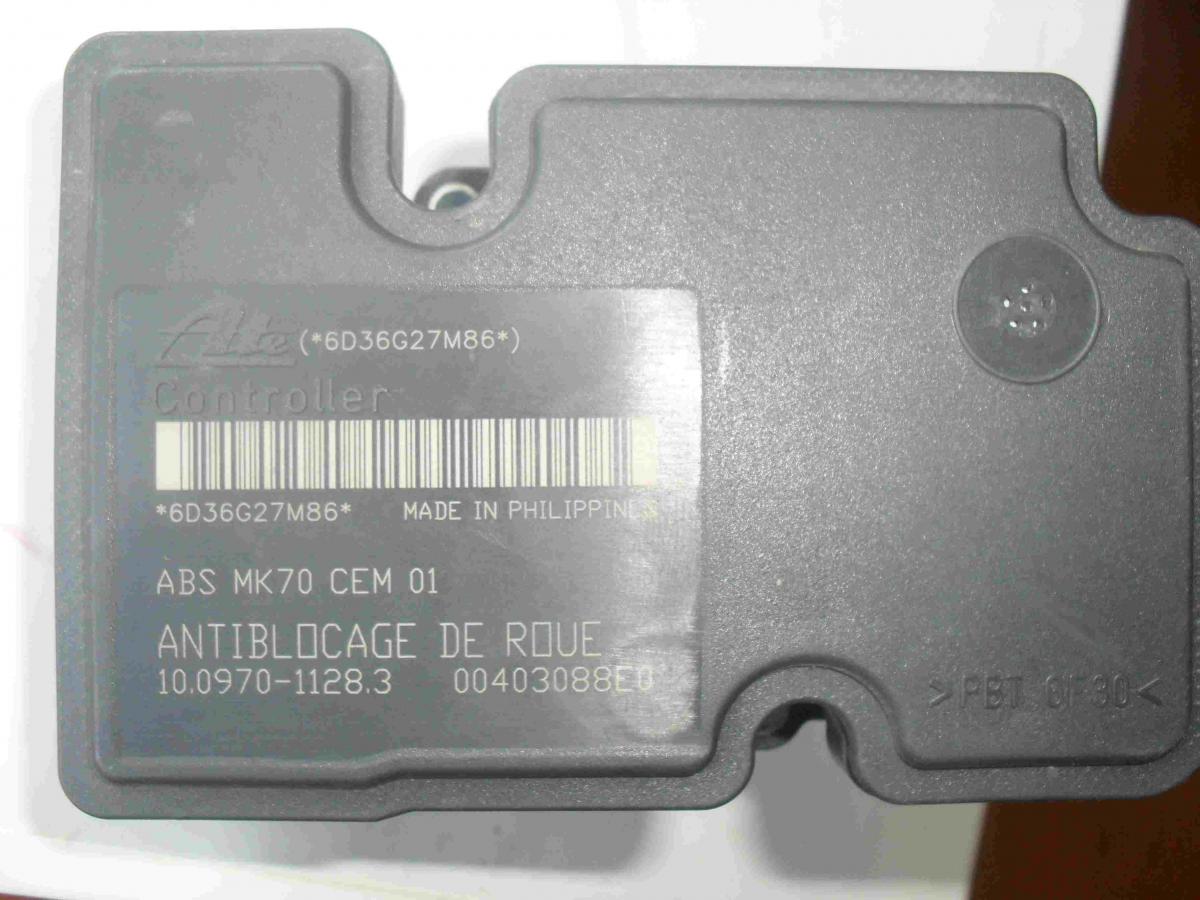 Ate (*6D36G27M86*)
Controller
*6D36G27M86* MADE IN PHILIPPINES
ABS MK70 CEM 01
ANTIBLOCAGE DE ROUE
10.0970-1128.3 00403088E0
>PBT GF30<